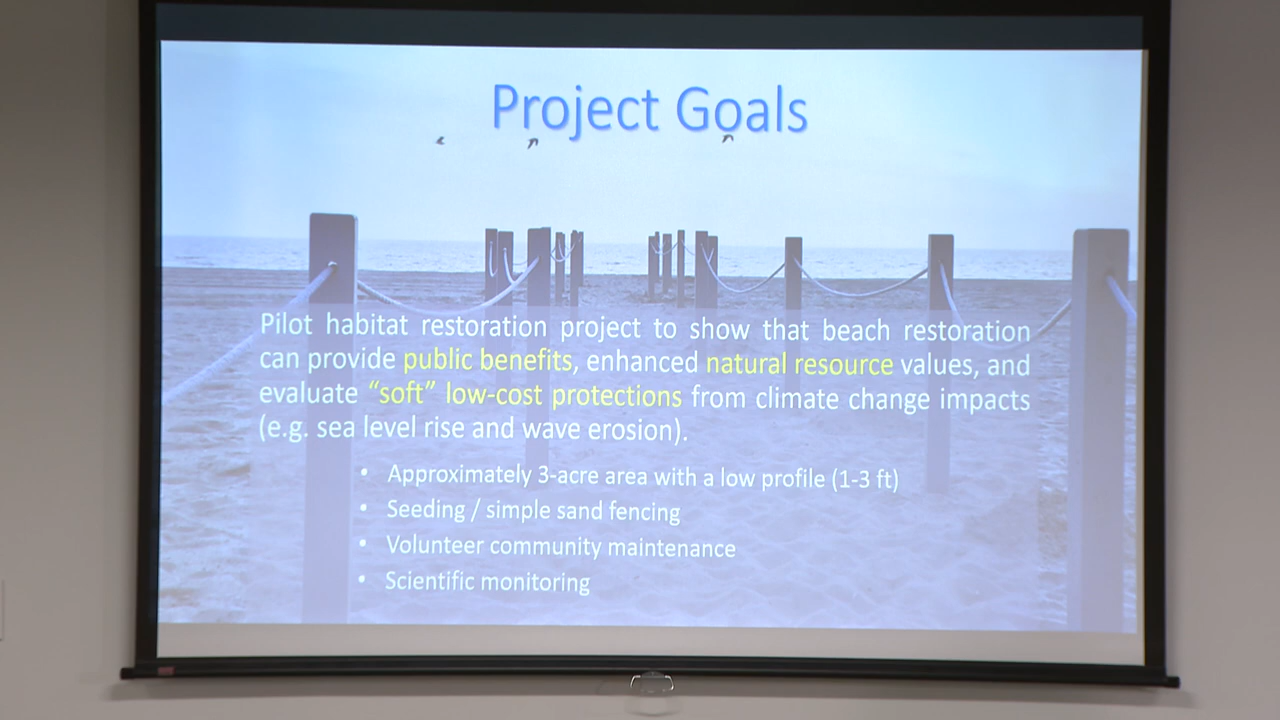 Project Goals
Pilot habitat restoration project to show that beach restoration
can provide public benefits, enhanced natural resource values, and
evaluate “soft” low-cost protections from climate change impacts
(e.g. sea level rise and wave erosion).
• Approximately 3-acre area with a low profile (1-3 ft)
• Seeding / simple sand fencing
• Volunteer community maintenance
• Scientific monitoring